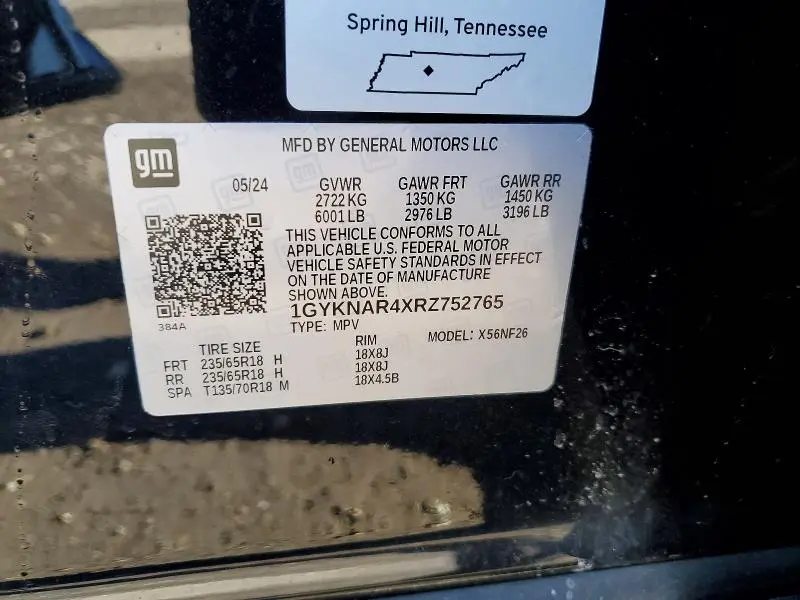 Spring Hill, Tennessee
gm
MFD BY GENERAL MOTORS LLC
05/24 GVWR GAWR FRT GAWR RR
2722 KG 1350 KG 1450 KG
6001 LB 2976 LB 3196 LB
THIS VEHICLE CONFORMS TO ALL
APPLICABLE U.S. FEDERAL MOTOR
VEHICLE SAFETY STANDARDS IN EFFECT
ON THE DATE OF MANUFACTURE
SHOWN ABOVE.
384A
1GYKNAR4XRZ752765
TYPE: MPV MODEL: X56NF26
TIRE SIZE RIM
FRT 235/65R18 H 18X8J
RR 235/65R18 H 18X8J
SPA T135/70R18 M 18X4.5B